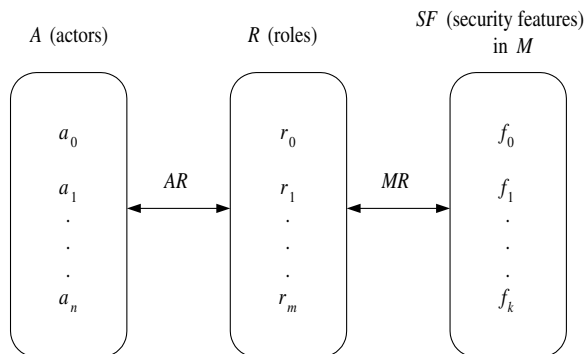 A (actors)
R (roles)
SF (security features)
in M
a0
r0
f0
AR
MR
a1
r1
f1
.
.
.
.
.
.
.
.
.
an
rm
fk